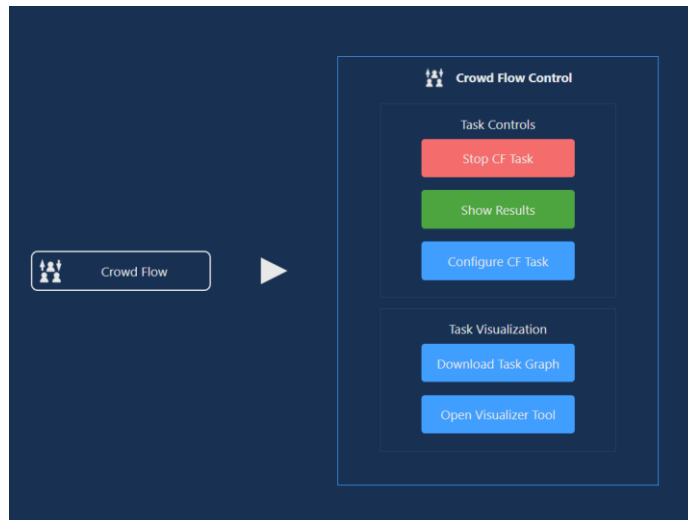 Crowd Flow
Crowd Flow Control
Task Controls
Stop CF Task
Show Results
Configure CF Task
Task Visualization
Download Task Graph
Open Visualizer Tool